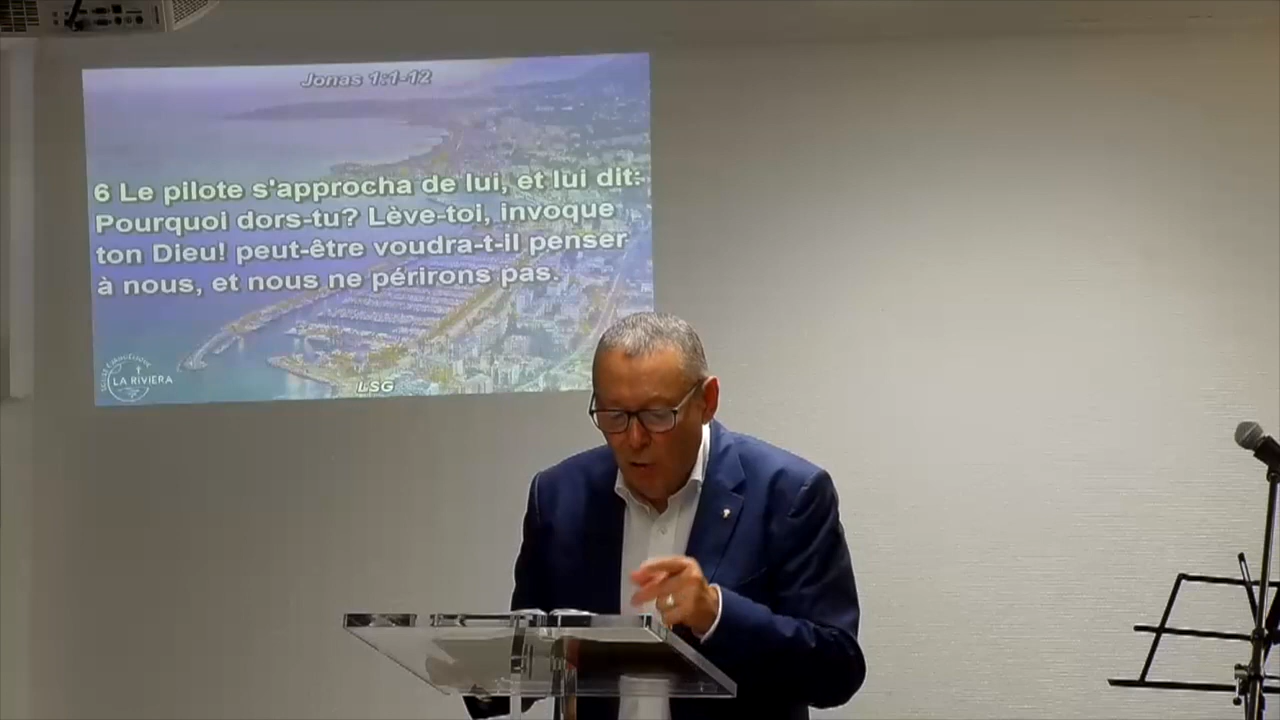 Jonas 1:1-12
6 Le pilote s'approcha de lui, et lui dit:
Pourquoi dors-tu? Lève-toi, invoque
ton Dieu! peut-être voudra-t-il penser
à nous, et nous ne périrons pas.
LA RIVIERA
LSG